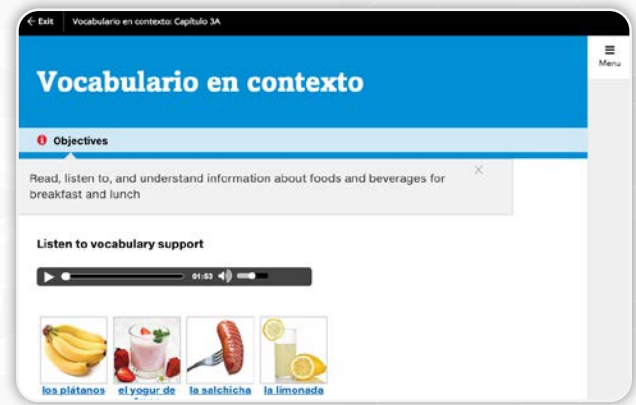 ← Exit Vocabulario en contexto: Capítulo 3A
Menu
Vocabulario en contexto
Objectives
Read, listen to, and understand information about foods and beverages for
breakfast and lunch
Listen to vocabulary support
01:53
los plátanos el yogur de la salchicha la limonada